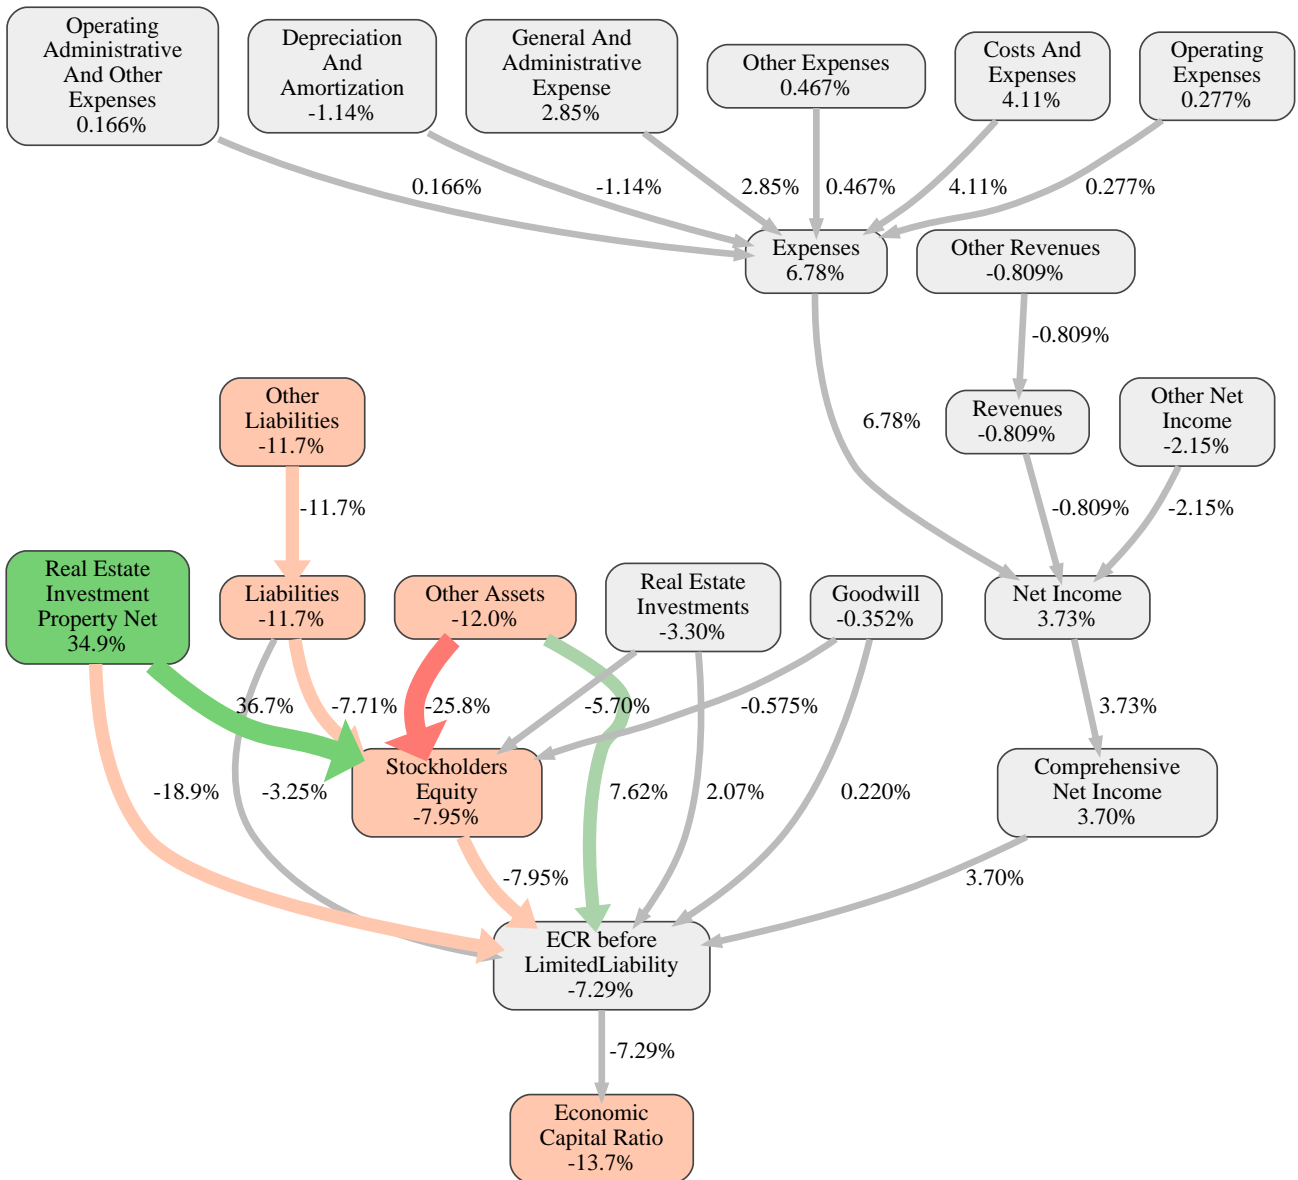 Operating
Administrative
And Other
Expenses
0.166%
Depreciation
And
Amortization
-1.14%
General And
Administrative
Expense
2.85%
Other Expenses
0.467%
Costs And
Expenses
4.11%
Operating
Expenses
0.277%
0.166%
-1.14%
2.85%
0.467%
4.11%
0.277%
Expenses
6.78%
Other Revenues
-0.809%
-0.809%
Other
Liabilities
-11.7%
6.78%
Revenues
-0.809%
Other Net
Income
-2.15%
-11.7%
-0.809%
-2.15%
Real Estate
Investment
Property Net
34.9%
Liabilities
-11.7%
Other Assets
-12.0%
Real Estate
Investments
-3.30%
Goodwill
-0.352%
Net Income
3.73%
36.7%
-7.71%
-25.8%
-5.70%
-0.575%
3.73%
-18.9%
-3.25%
Stockholders
Equity
-7.95%
7.62%
2.07%
0.220%
Comprehensive
Net Income
3.70%
-7.95%
3.70%
ECR before
LimitedLiability
-7.29%
-7.29%
Economic
Capital Ratio
-13.7%